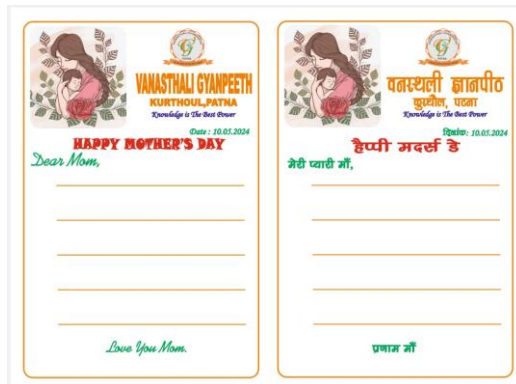 VANASTHALI GYANPEETH
KURTHOUL,PATNA
Knowledge is The Best Power
Date : 10.05.2024
HAPPY MOTHER'S DAY
Dear Mom,
Love You Mom.
वनस्थली ज्ञानपीठ
कुरथौल, पटना
Knowledge is The Best Power
दिनांक: 10.05.2024
हैप्पी मदर्स डे
मेरी प्यारी माँ,
प्रणाम माँ